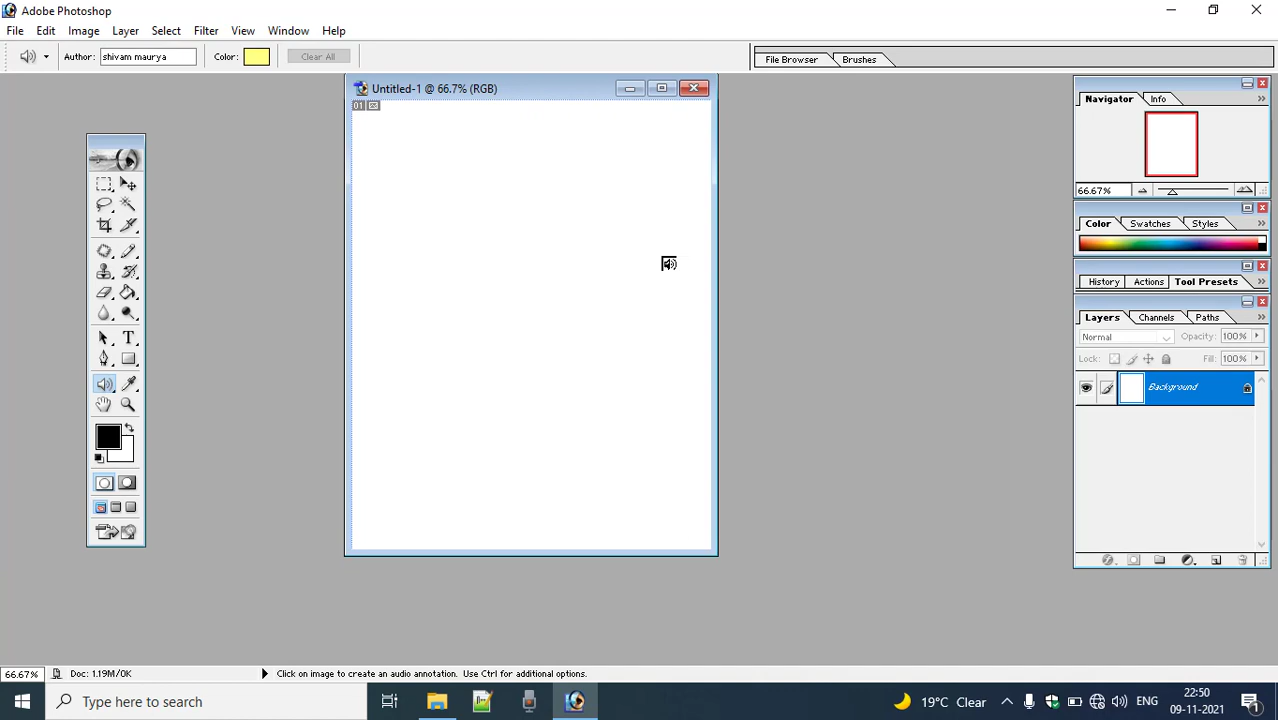 Adobe Photoshop
File Edit Image Layer Select Filter View Window Help
Author: shivam maurya Color: Clear All File Browser Brushes
Untitled-1 @ 66.7% (RGB)
01
Navigator Info
66.67%
Color Swatches Styles
History Actions Tool Presets
Layers Channels Paths
Normal Opacity: 100%
Lock: Fill: 100%
Background
T
66.67% Doc: 1.19M/0K Click on image to create an audio annotation. Use Ctrl for additional options.
Type here to search
19°C Clear ENG
22:50
09-11-2021
1